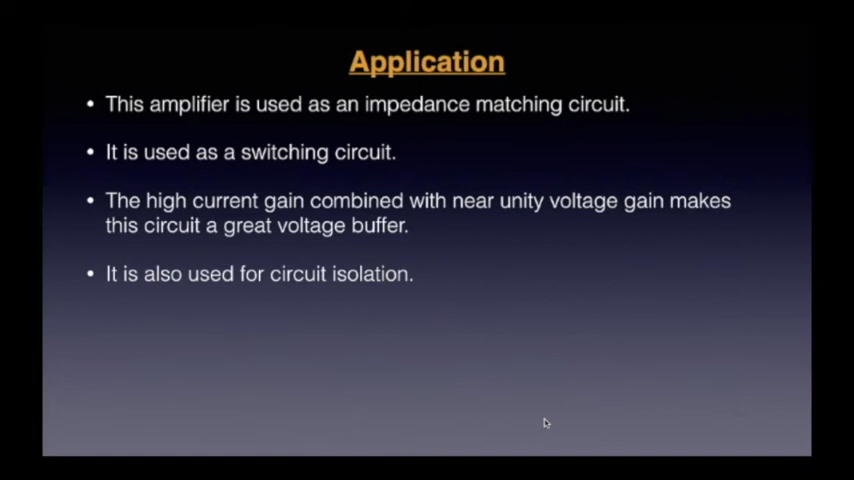 Application
• This amplifier is used as an impedance matching circuit.
• It is used as a switching circuit.
• The high current gain combined with near unity voltage gain makes
this circuit a great voltage buffer.
• It is also used for circuit isolation.